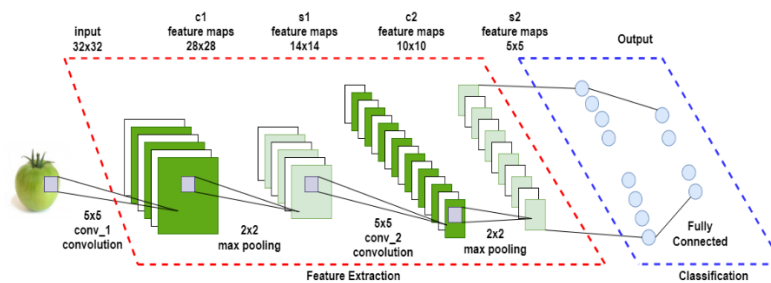 input
32x32
c1
feature maps
28x28
s1
feature maps
14x14
c2
feature maps
10x10
s2
feature maps
5x5
Output
5x5
conv_1
convolution
2x2
max pooling
5x5
conv_2
convolution
2x2
max pooling
Fully
Connected
Feature Extraction
Classification